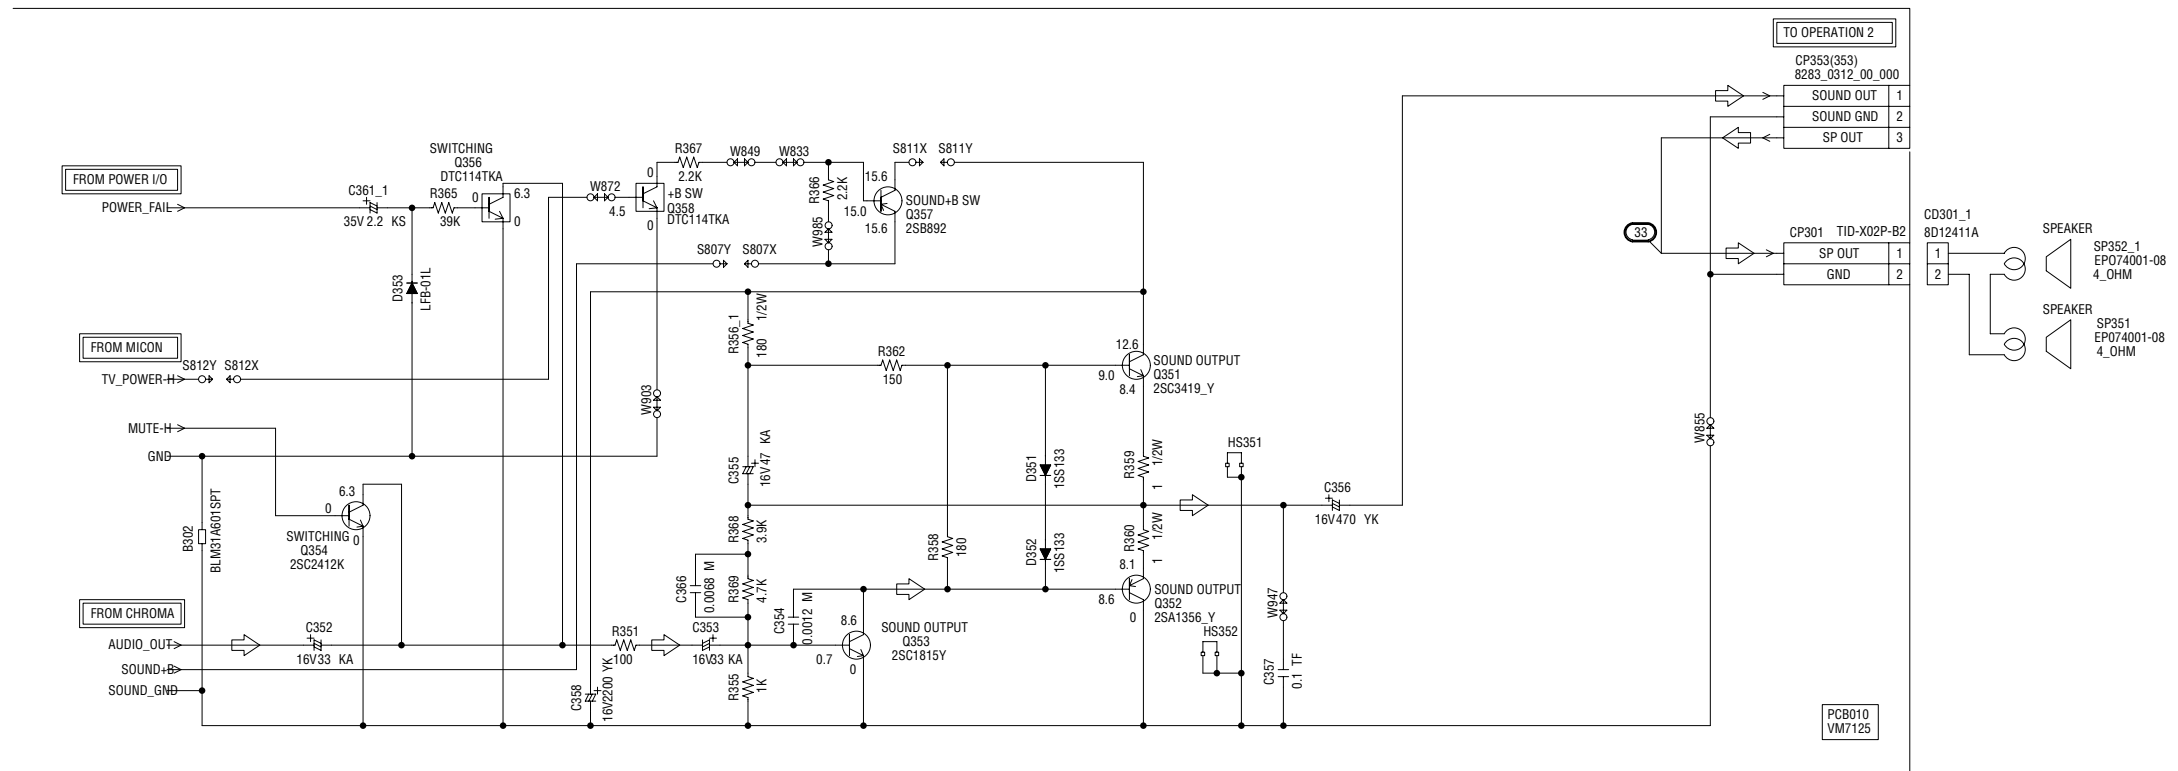 TO OPERATION 2
CP353(353)
8283_0312_00_000
SOUND OUT 1
SOUND GND 2
SP OUT 3
FROM POWER I/O
POWER_FAIL
C361_1
35V 2.2 KS
R365
39K
SWITCHING
Q356
DTC114TKA
0
6.3
0
D353
LFB-01L
W872
4.5
0
+B SW
Q358
DTC114TKA
0
R367
2.2K
W849
W833
R366
2.2K
W985
S811X S811Y
15.6
15.0
15.6
SOUND+B SW
Q357
2SB892
S807Y S807X
33
CP301 TID-X02P-B2
SP OUT 1
GND 2
CD301_1
8D12411A
1
2
SPEAKER
SP352_1
EP074001-08
4_OHM
SPEAKER
SP351
EP074001-08
4_OHM
FROM MICON
S812Y S812X
TV_POWER-H
MUTE-H
GND
B302
BLM31A601SPT
6.3
0
0
SWITCHING
Q354
2SC2412K
W903
R356_1
180
1/2W
R362
150
12.6
9.0
8.4
SOUND OUTPUT
Q351
2SC3419_Y
C355
16V 47 KA
D351
1SS133
R359
1
1/2W
HS351
W855
C356
16V470 YK
R368
3.9K
R358
180
D352
1SS133
R360
1
1/2W
C366
0.0068 M
R369
4.7K
C354
0.0012 M
8.1
8.6
0
SOUND OUTPUT
Q352
2SA1356_Y
W947
HS352
C357
0.1 TF
FROM CHROMA
AUDIO_OUT
SOUND+B
SOUND_GND
C352
16V33 KA
R351
100
C353
16V33 KA
C358
16V2200 YK
R355
1K
8.6
0.7
0
SOUND OUTPUT
Q353
2SC1815Y
PCB010
VM7125